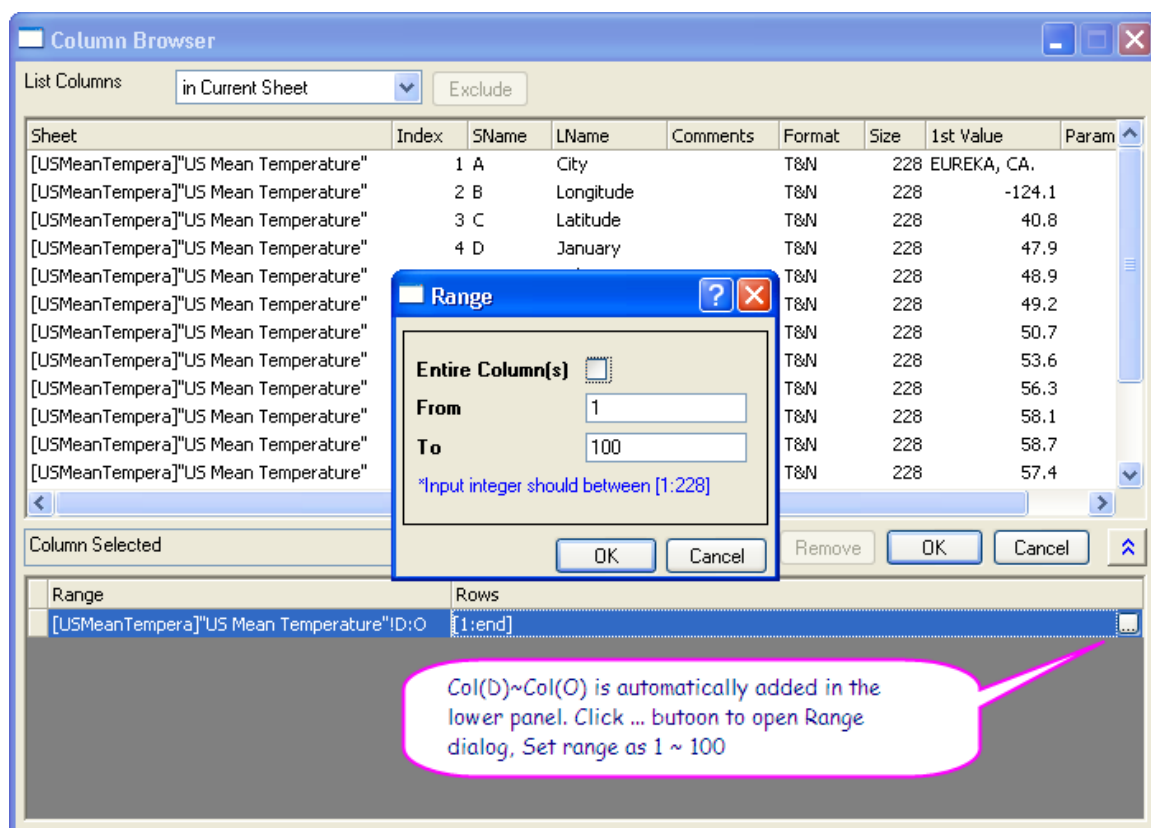 Column Browser
List Columns in Current Sheet Exclude
Sheet Index SName LName Comments Format Size 1st Value Param
[USMeanTempera]"US Mean Temperature" 1 A City T&N 228 EUREKA, CA.
[USMeanTempera]"US Mean Temperature" 2 B Longitude T&N 228 -124.1
[USMeanTempera]"US Mean Temperature" 3 C Latitude T&N 228 40.8
[USMeanTempera]"US Mean Temperature" 4 D January T&N 228 47.9
[USMeanTempera]"US Mean Temperature" T&N 228 48.9
[USMeanTempera]"US Mean Temperature" T&N 228 49.2
[USMeanTempera]"US Mean Temperature" T&N 228 50.7
[USMeanTempera]"US Mean Temperature" T&N 228 53.6
[USMeanTempera]"US Mean Temperature" T&N 228 56.3
[USMeanTempera]"US Mean Temperature" T&N 228 58.1
[USMeanTempera]"US Mean Temperature" T&N 228 58.7
[USMeanTempera]"US Mean Temperature" T&N 228 57.4
Range
Entire Column(s)
From 1
To 100
*Input integer should between [1:228]
OK Cancel
Column Selected Remove OK Cancel
Range Rows
[USMeanTempera]"US Mean Temperature"!D:O [1:end] ...
Col(D)~Col(O) is automatically added in the
lower panel. Click ... butoon to open Range
dialog, Set range as 1 ~ 100